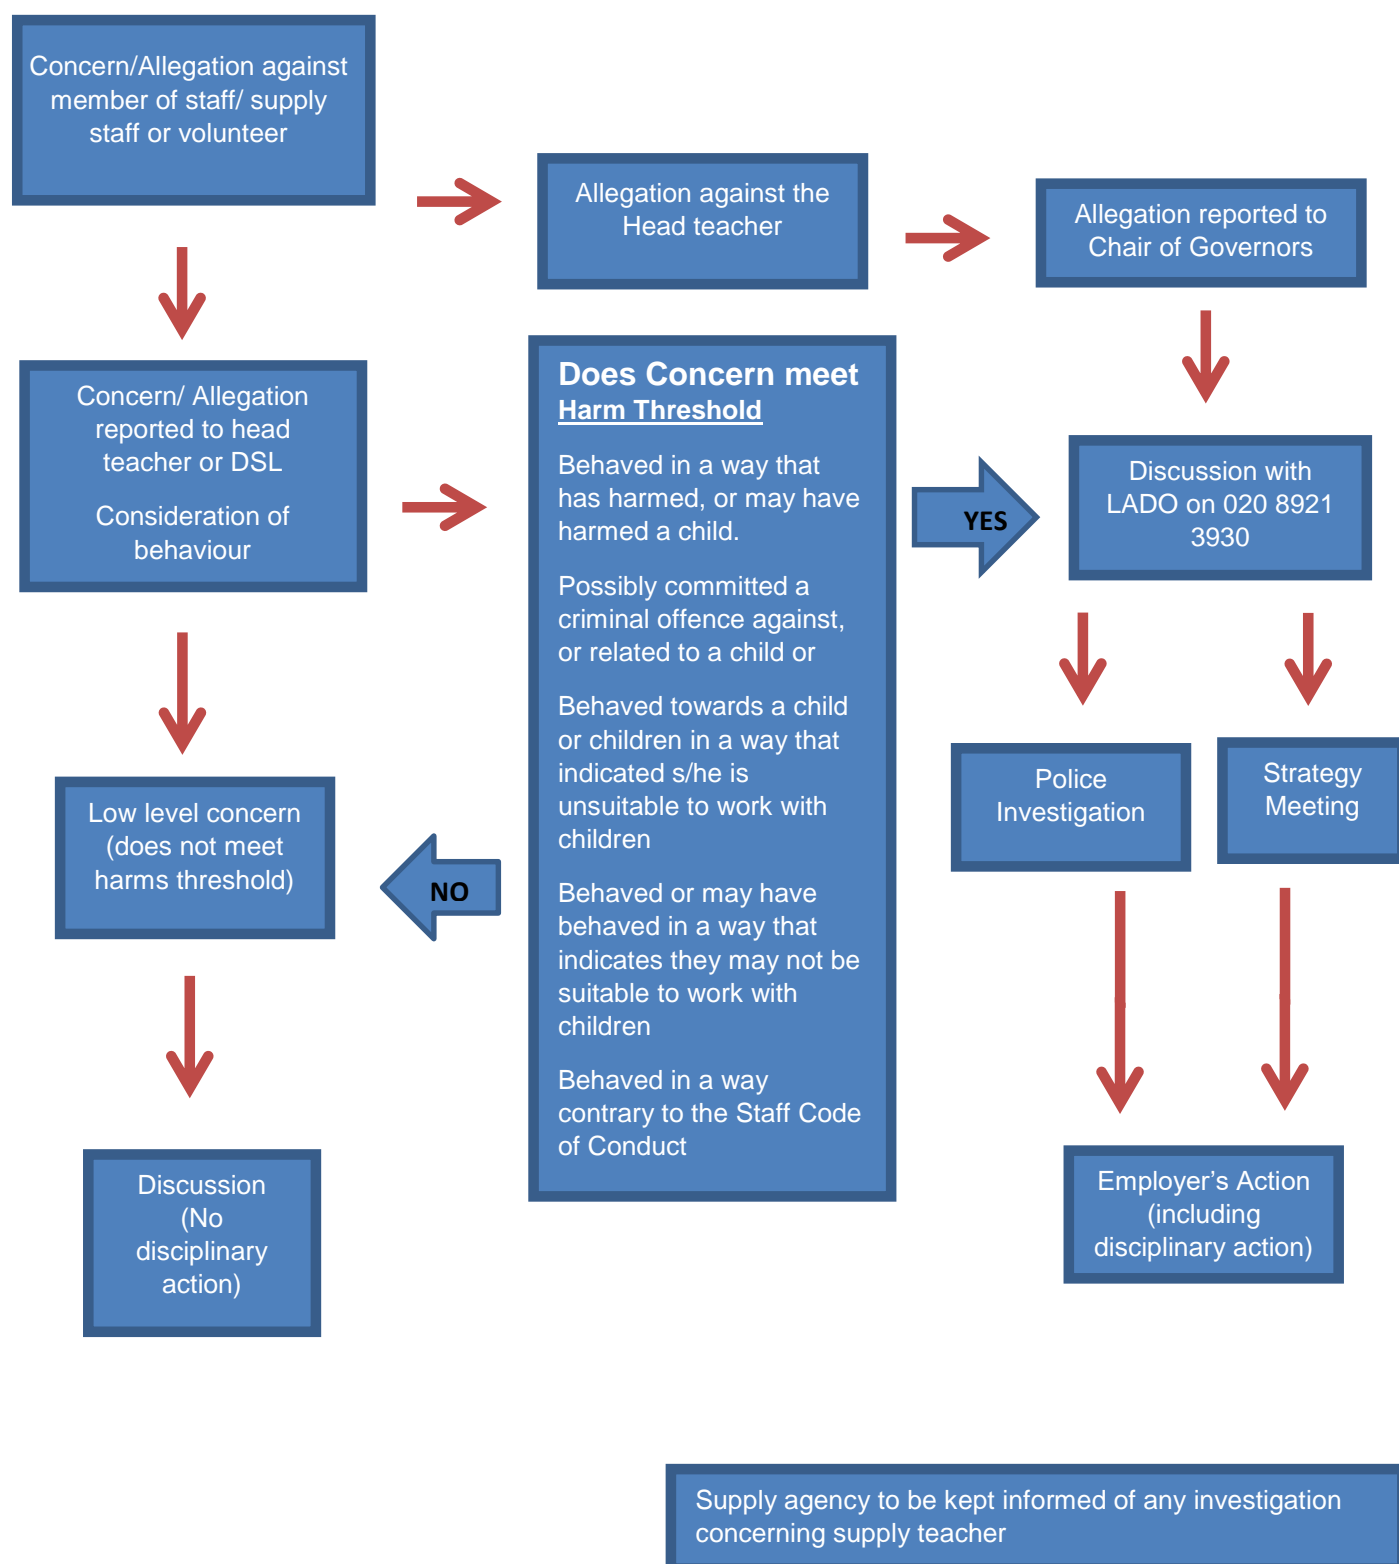 Concern/Allegation against
member of staff/ supply
staff or volunteer
Allegation against the
Head teacher
Allegation reported to
Chair of Governors
Concern/ Allegation
reported to head
teacher or DSL
Consideration of
behaviour
Does Concern meet
Harm Threshold
Behaved in a way that
has harmed, or may have
harmed a child.
Possibly committed a
criminal offence against,
or related to a child or
Behaved towards a child
or children in a way that
indicated s/he is
unsuitable to work with
children
Behaved or may have
behaved in a way that
indicates they may not be
suitable to work with
children
Behaved in a way
contrary to the Staff Code
of Conduct
YES
Discussion with
LADO on 020 8921
3930
Police
Investigation
Strategy
Meeting
NO
Low level concern
(does not meet
harms threshold)
Discussion
(No
disciplinary
action)
Employer’s Action
(including
disciplinary action)
Supply agency to be kept informed of any investigation
concerning supply teacher